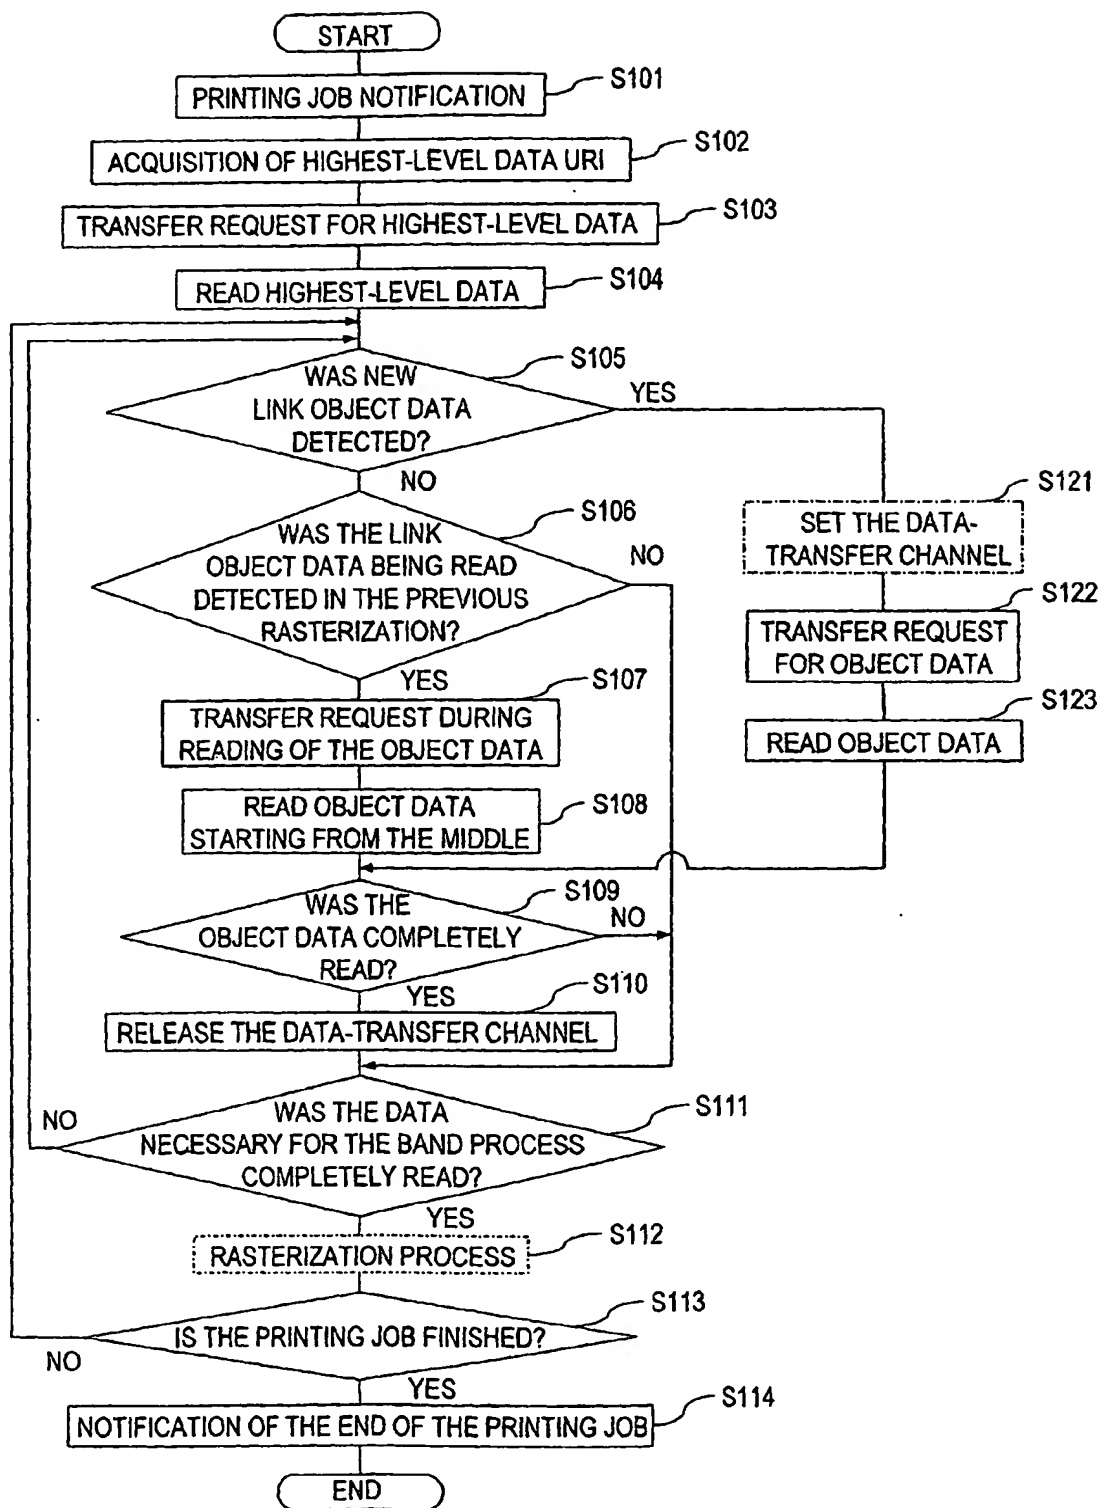 START
PRINTING JOB NOTIFICATION
S101
ACQUISITION OF HIGHEST-LEVEL DATA URI
S102
TRANSFER REQUEST FOR HIGHEST-LEVEL DATA
S103
READ HIGHEST-LEVEL DATA
S104
WAS NEW
LINK OBJECT DATA
DETECTED?
S105
YES
NO
WAS THE LINK
OBJECT DATA BEING READ
DETECTED IN THE PREVIOUS
RASTERIZATION?
S106
NO
YES
SET THE DATA-
TRANSFER CHANNEL
S121
TRANSFER REQUEST
FOR OBJECT DATA
S122
READ OBJECT DATA
S123
TRANSFER REQUEST DURING
READING OF THE OBJECT DATA
S107
READ OBJECT DATA
STARTING FROM THE MIDDLE
S108
WAS THE
OBJECT DATA COMPLETELY
READ?
S109
NO
YES
RELEASE THE DATA-TRANSFER CHANNEL
S110
WAS THE DATA
NECESSARY FOR THE BAND PROCESS
COMPLETELY READ?
S111
NO
YES
RASTERIZATION PROCESS
S112
IS THE PRINTING JOB FINISHED?
S113
NO
YES
NOTIFICATION OF THE END OF THE PRINTING JOB
S114
END